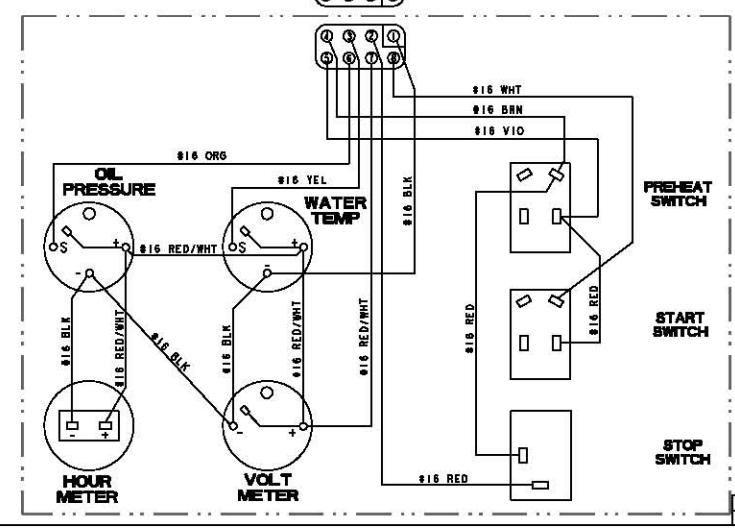 4 3 2 1
5 6 7 8
#16 WHT
#16 BRN
#16 VIO
#16 ORG
#16 YEL
#16 BLK
OIL
PRESSURE
WATER
TEMP
PREHEAT
SWITCH
S
+
-
#16 RED/WHT
S
+
-
#16 BLK
#16 RED/WHT
#16 BLK
#16 BLK
#16 RED/WHT
#16 RED/WHT
#16 RED
#16 RED
START
SWITCH
- +
- +
HOUR
METER
VOLT
METER
#16 RED
STOP
SWITCH